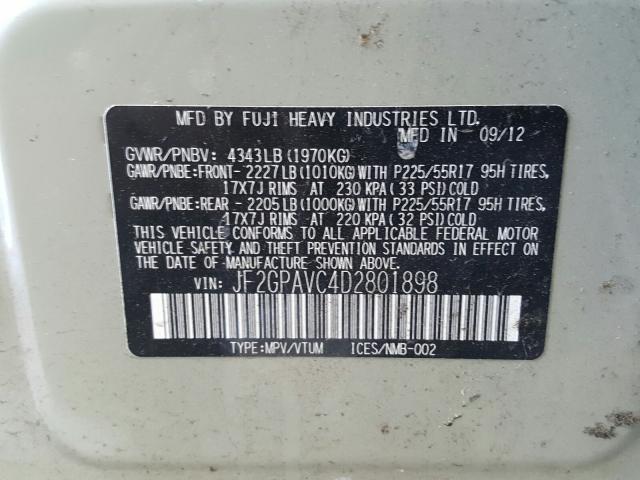 MFD BY FUJI HEAVY INDUSTRIES LTD.
MED IN 09/12
GVWR/PNBV: 4343LB (1970KG)
GAWR/PNBE:FRONT-2227LB(1010KG)WITH P225/55R17 95H TIRES,
17X7J RIMS AT 230 KPA (33 PSI)COLD
GAWR/PNBE:REAR -2205LB(1000KG)WITH P225/55R17 95H TIRES,
17X7J RIMS AT 220 KPA (32 PSI)COLD
THIS VEHICLE CONFORMS TO ALL APPLICABLE FEDERAL MOTOR
VEHICLE SAFETY AND THEFT PREVENTION STANDARDS IN EFFECT ON
THE DATE OF MANUFACTURE SHOWN ABOVE.
VIN: JF2GPAVC4D2801898
TYPE:MPV/VTUM ICES/NMB-002